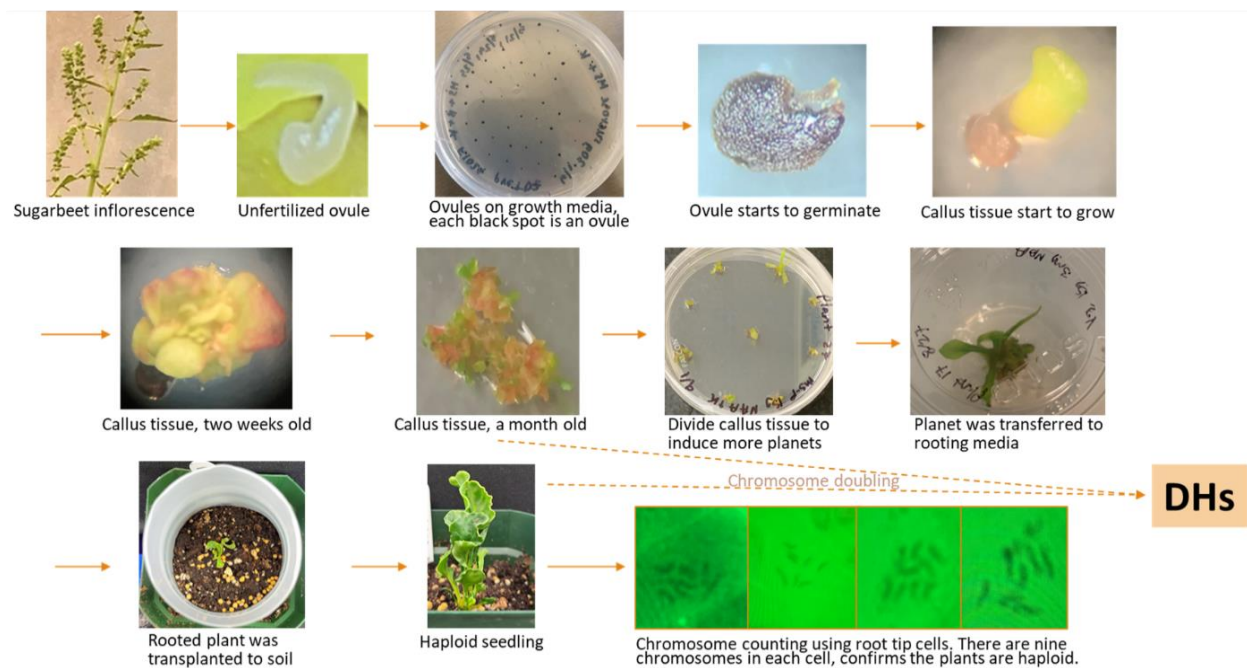 Sugarbeet inflorescence
Unfertilized ovule
Ovules on growth media,
each black spot is an ovule
Ovule starts to germinate
Callus tissue start to grow
Callus tissue, two weeks old
Callus tissue, a month old
Divide callus tissue to
induce more planets
Planet was transferred to
rooting media
Chromosome doubling
DHs
Rooted plant was
transplanted to soil
Haploid seedling
Chromosome counting using root tip cells. There are nine
chromosomes in each cell, confirms the plants are haploid.